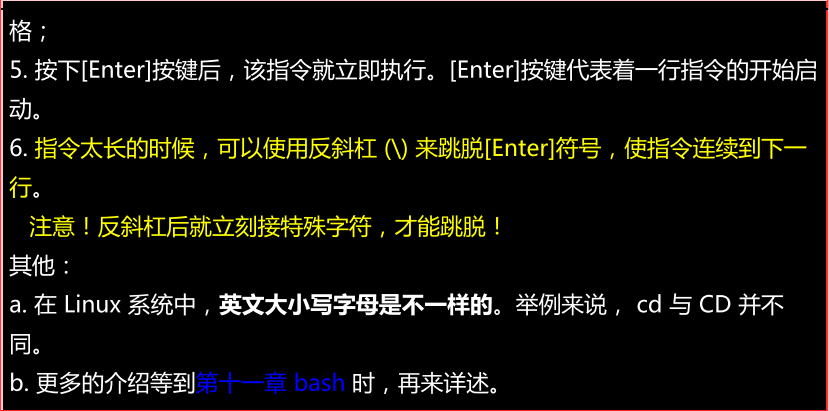 格；
5. 按下[Enter]按键后，该指令就立即执行。[Enter]按键代表着一行指令的开始启
动。
6. 指令太长的时候，可以使用反斜杠 (\) 来跳脱[Enter]符号，使指令连续到下一
行。
注意！反斜杠后就立刻接特殊字符，才能跳脱！
其他：
a. 在 Linux 系统中，英文大小写字母是不一样的。举例来说， cd 与 CD 并不
同。
b. 更多的介绍等到第十一章 bash 时，再来详述。